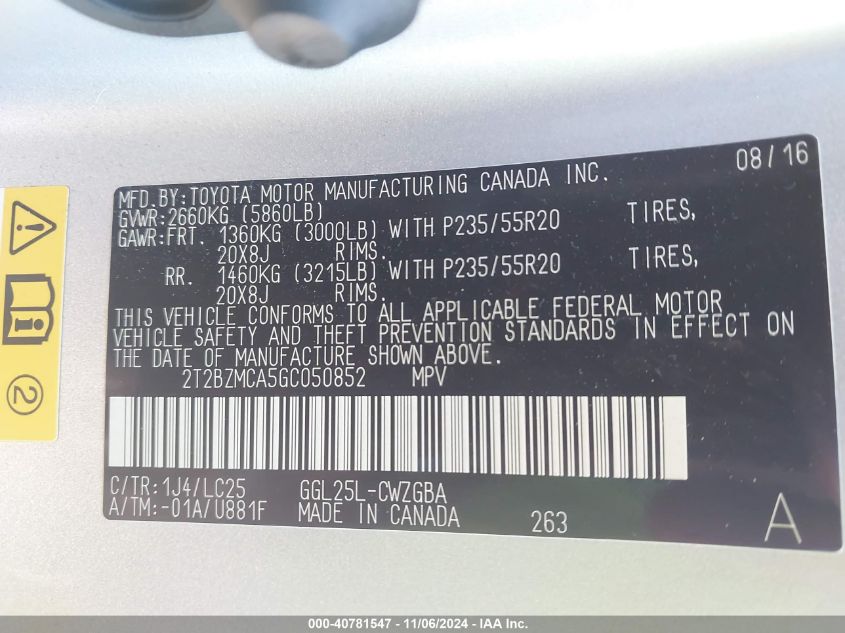 08/16
MFD.BY:TOYOTA MOTOR MANUFACTURING CANADA INC.
GVWR:2660KG (5860LB)
GAWR:FRT. 1360KG (3000LB) WITH P235/55R20 TIRES,
20X8J RIMS.
RR. 1460KG (3215LB) WITH P235/55R20 TIRES,
20X8J RIMS.
THIS VEHICLE CONFORMS TO ALL APPLICABLE FEDERAL MOTOR
VEHICLE SAFETY AND THEFT PREVENTION STANDARDS IN EFFECT ON
THE DATE OF MANUFACTURE SHOWN ABOVE.
2T2BZMCA5GC050852 MPV
C/TR:1J4/LC25 GGL25L-CWZGBA
A/TM:-01A/U881F MADE IN CANADA 263 A
2
000-40781547 - 11/06/2024 - IAA Inc.